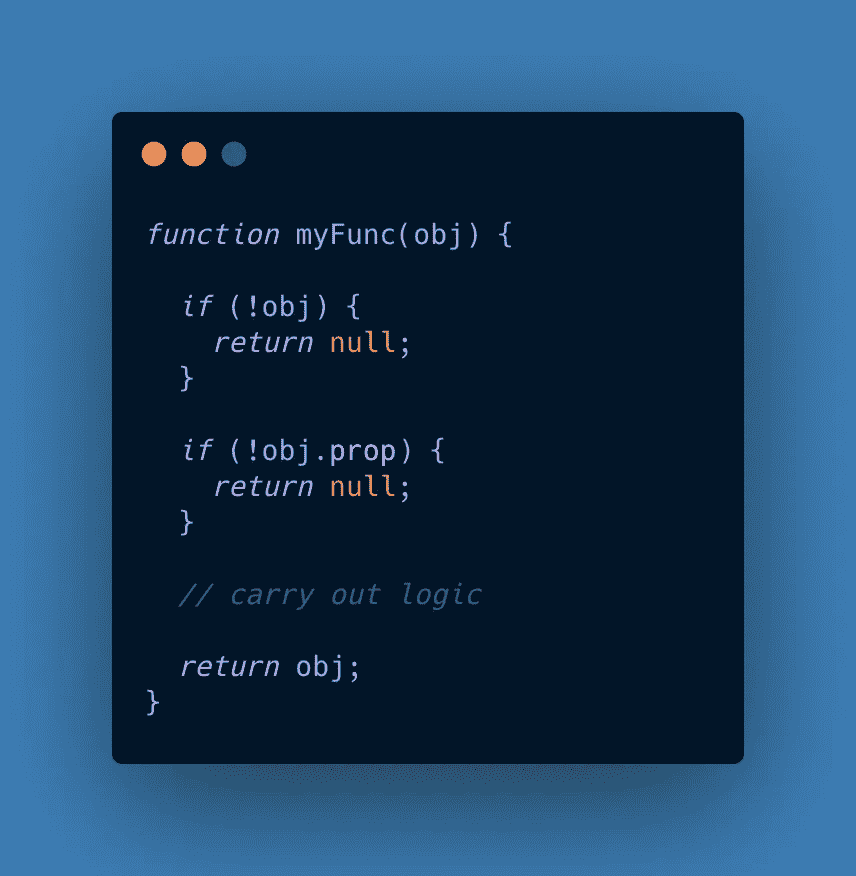 function myFunc(obj) {
  if (!obj) {
    return null;
  }
  if (!obj.prop) {
    return null;
  }
  // carry out logic
  return obj;
}